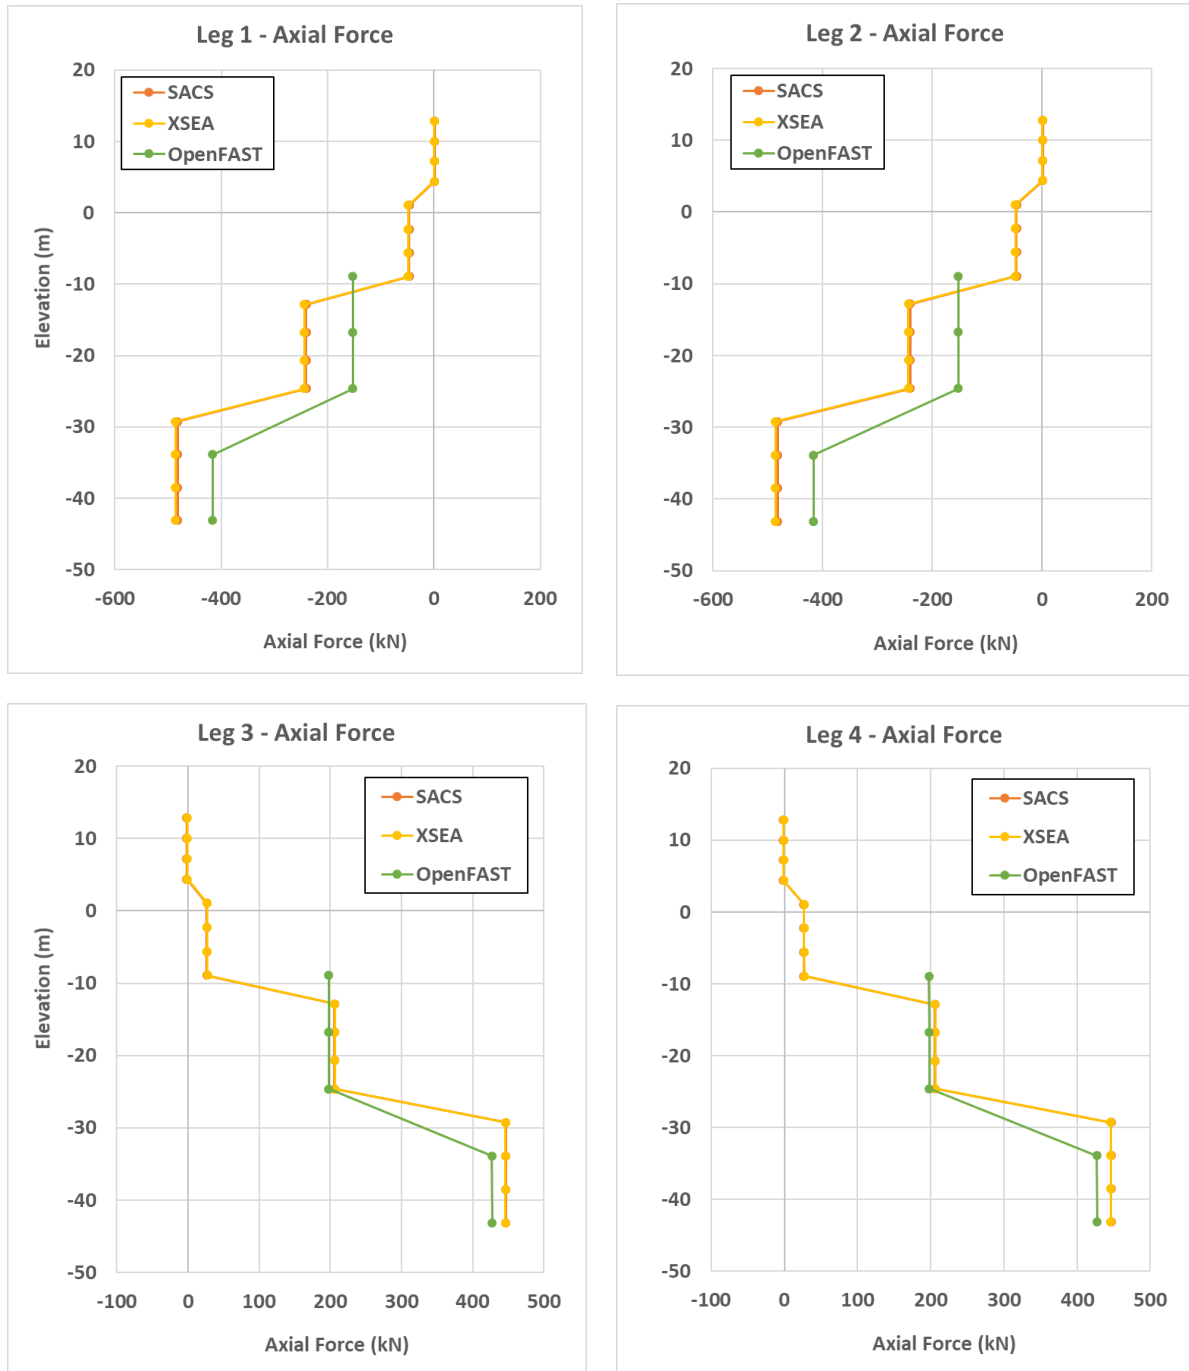 Leg 1 - Axial Force
SACS
XSEA
OpenFAST
20
10
0
-10
-20
-30
-40
-50
Elevation (m)
-600 -400 -200 0 200
Axial Force (kN)
Leg 2 - Axial Force
SACS
XSEA
OpenFAST
20
10
0
-10
-20
-30
-40
-50
-600 -400 -200 0 200
Axial Force (kN)
Leg 3 - Axial Force
SACS
XSEA
OpenFAST
20
10
0
-10
-20
-30
-40
-50
Elevation (m)
-100 0 100 200 300 400 500
Axial Force (kN)
Leg 4 - Axial Force
SACS
XSEA
OpenFAST
20
10
0
-10
-20
-30
-40
-50
-100 0 100 200 300 400 500
Axial Force (kN)